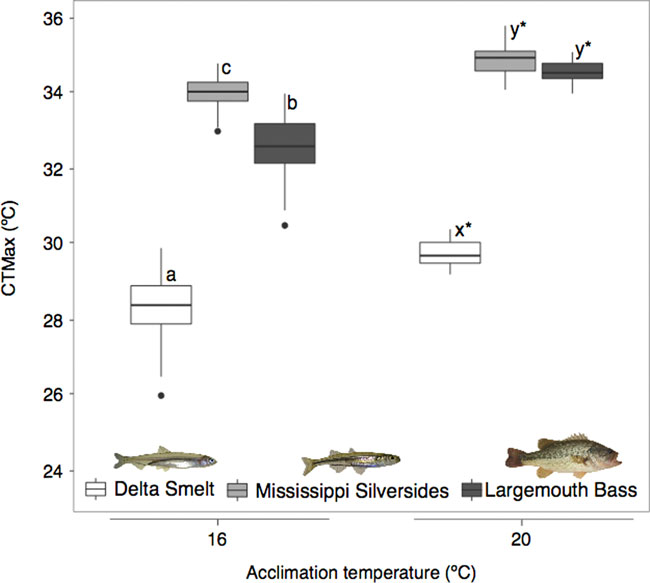 36
34
32
30
28
26
24
CTMax (ºC)
c
b
a
y*
y*
x*
Delta Smelt
Mississippi Silversides
Largemouth Bass
16
20
Acclimation temperature (ºC)